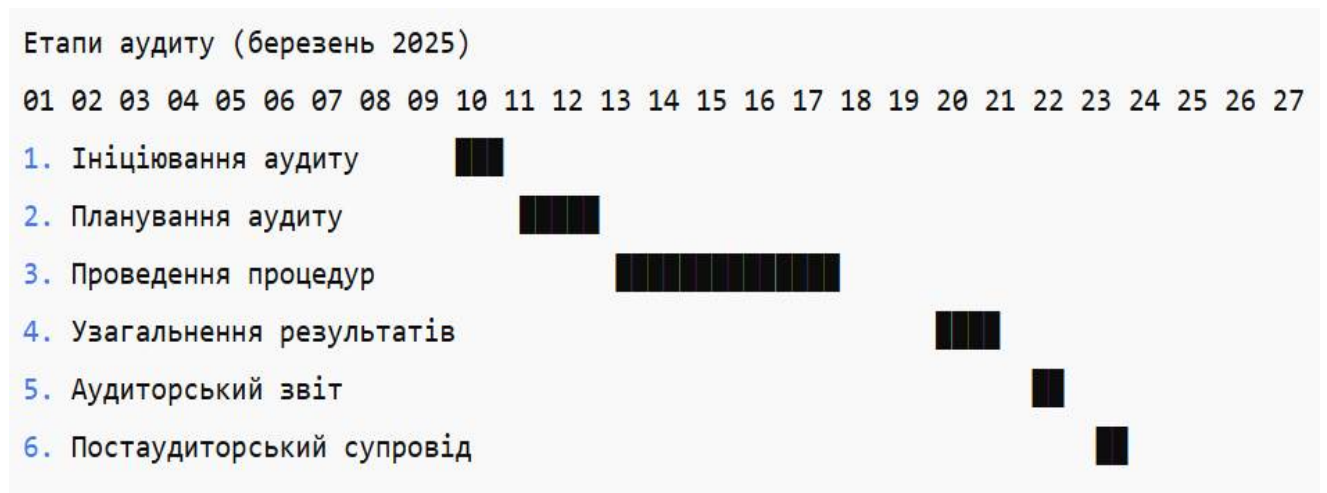 Етапи аудиту (березень 2025)
01 02 03 04 05 06 07 08 09 10 11 12 13 14 15 16 17 18 19 20 21 22 23 24 25 26 27
1. Ініціювання аудиту
2. Планування аудиту
3. Проведення процедур
4. Узагальнення результатів
5. Аудиторський звіт
6. Постаудиторський супровід